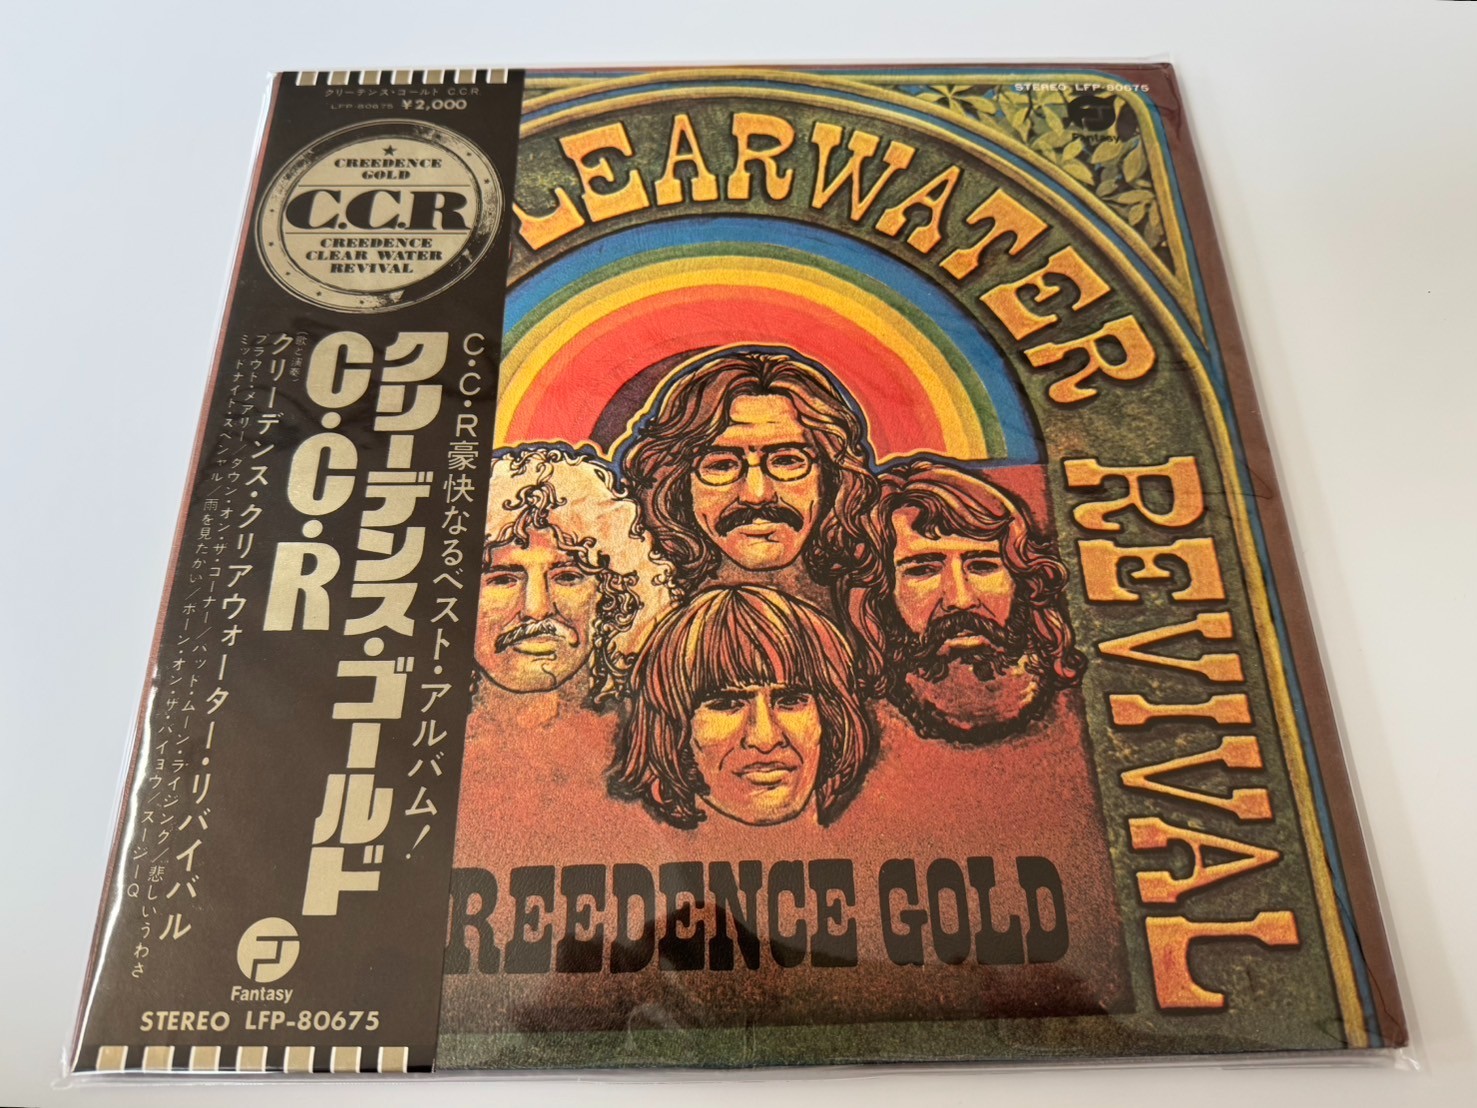 クリーデンス・ゴールド C.C.R
LFP-80675 ¥2,000
★
CREEDENCE
GOLD
C.C.R
CREEDENCE
CLEAR WATER
REVIVAL
C・C・R豪快なるベスト・アルバム!
クリーデンス・ゴールド
C・C・R
(歌と演奏)
クリーデンス・クリアウォーター・リバイバル
プラウト・メアリー/ダウン・オン・ザ・コーナー/バッド・ムーン・ライジング/悲しいうわさ
ミッドナイト・スペシャル/雨を見たかい/ホーン・オン・ザ・バイヨウ/スージーQ
Fantasy
STEREO LFP-80675
STEREO LFP-80675
Fantasy
LEARWATER REVIVAL
REEDENCE GOLD